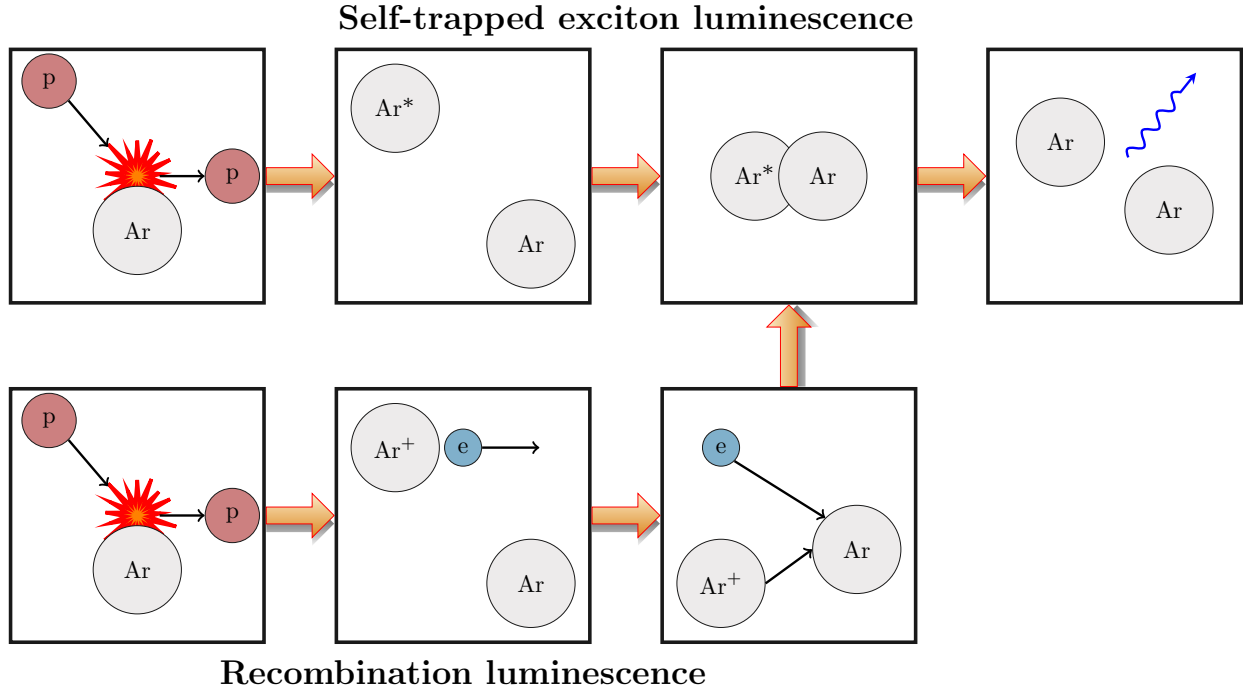 Self-trapped exciton luminescence
p
p
Ar
Ar*
Ar
Ar* Ar
Ar
Ar
p
p
Ar
Ar+ e
Ar
e
Ar
Ar+
Recombination luminescence